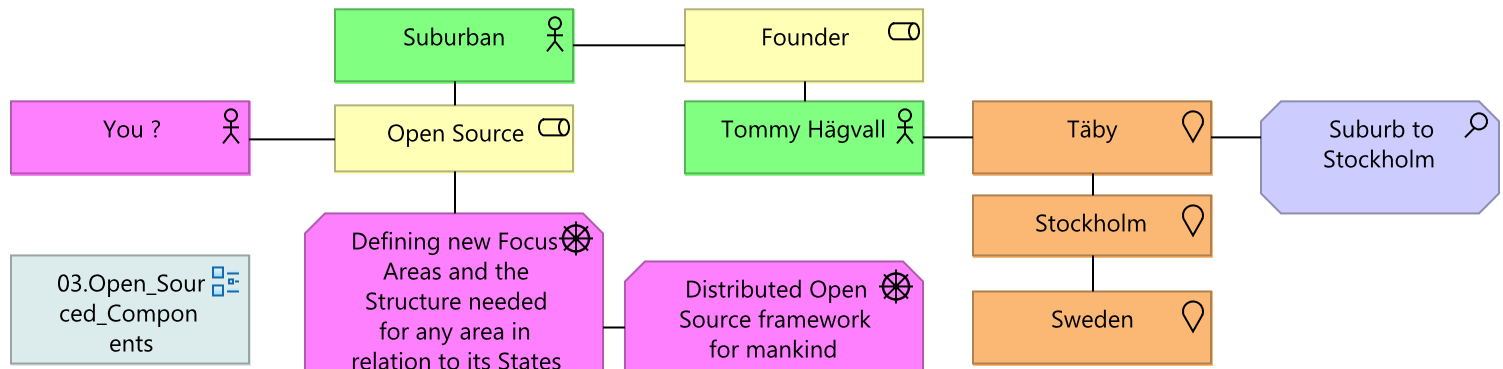 Suburban
Founder
You ?
Open Source
Tommy Hägvall
Täby
Suburb to
Stockholm
Stockholm
Defining new Focus
Areas and the
Structure needed
for any area in
relation to its States
03.Open_Sour
ced_Compon
ents
Distributed Open
Source framework
for mankind
Sweden